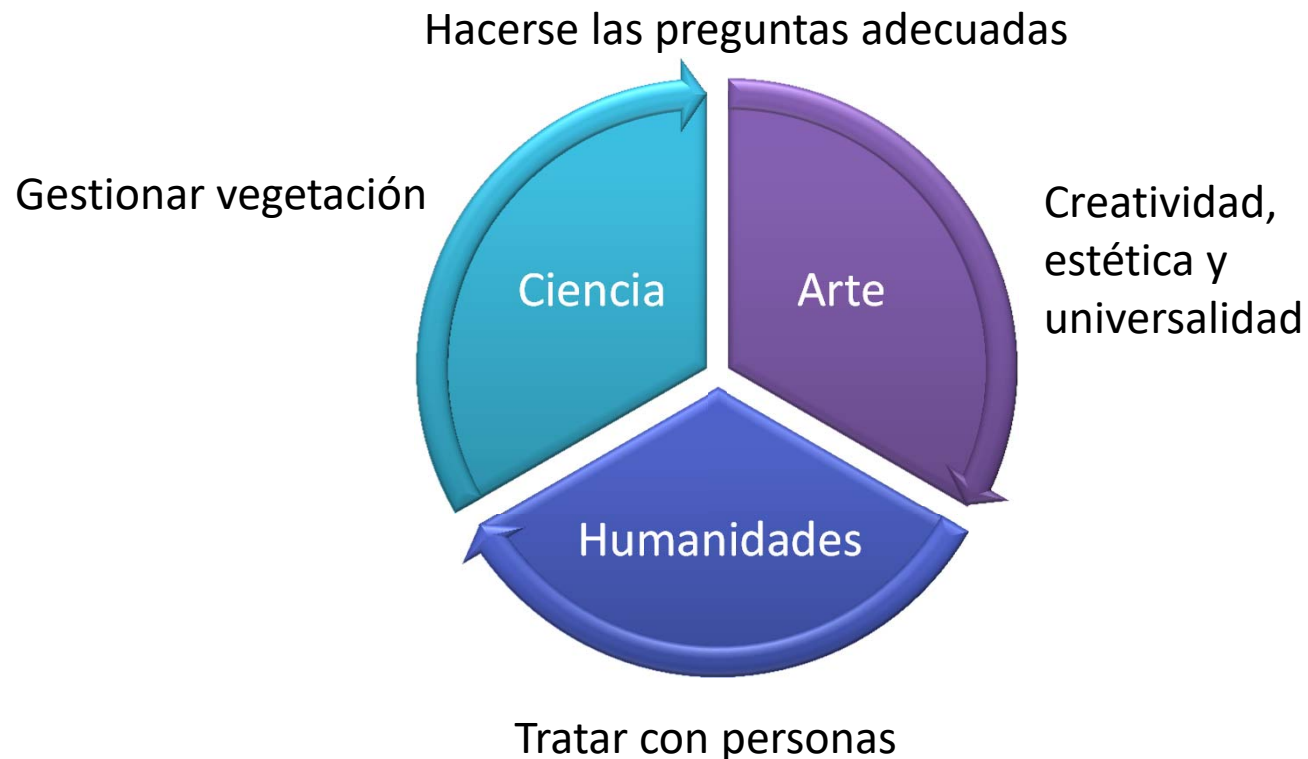 Hacerse las preguntas adecuadas
Gestionar vegetación
Creatividad,
estética y
universalidad
Ciencia
Arte
Humanidades
Tratar con personas